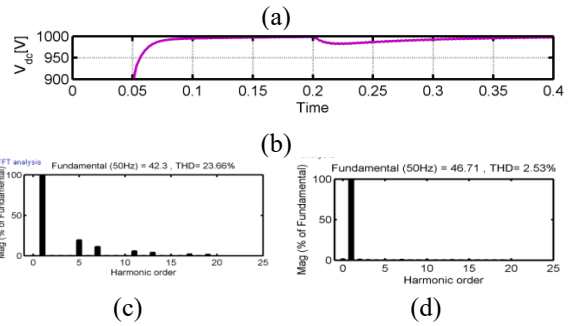 (a)
1000
950
900
V_dc[V]
0 0.05 0.1 0.15 0.2 0.25 0.3 0.35 0.4
Time
(b)
FFT analysis
Fundamental (50Hz) = 42.3 , THD= 23.66%
100
50
0
Mag (% of Fundamental)
0 5 10 15 20 25
Harmonic order
Fundamental (50Hz) = 46.71 , THD= 2.53%
100
50
0
Mag (% of Fundamental)
0 5 10 15 20 25
Harmonic order
(c)
(d)